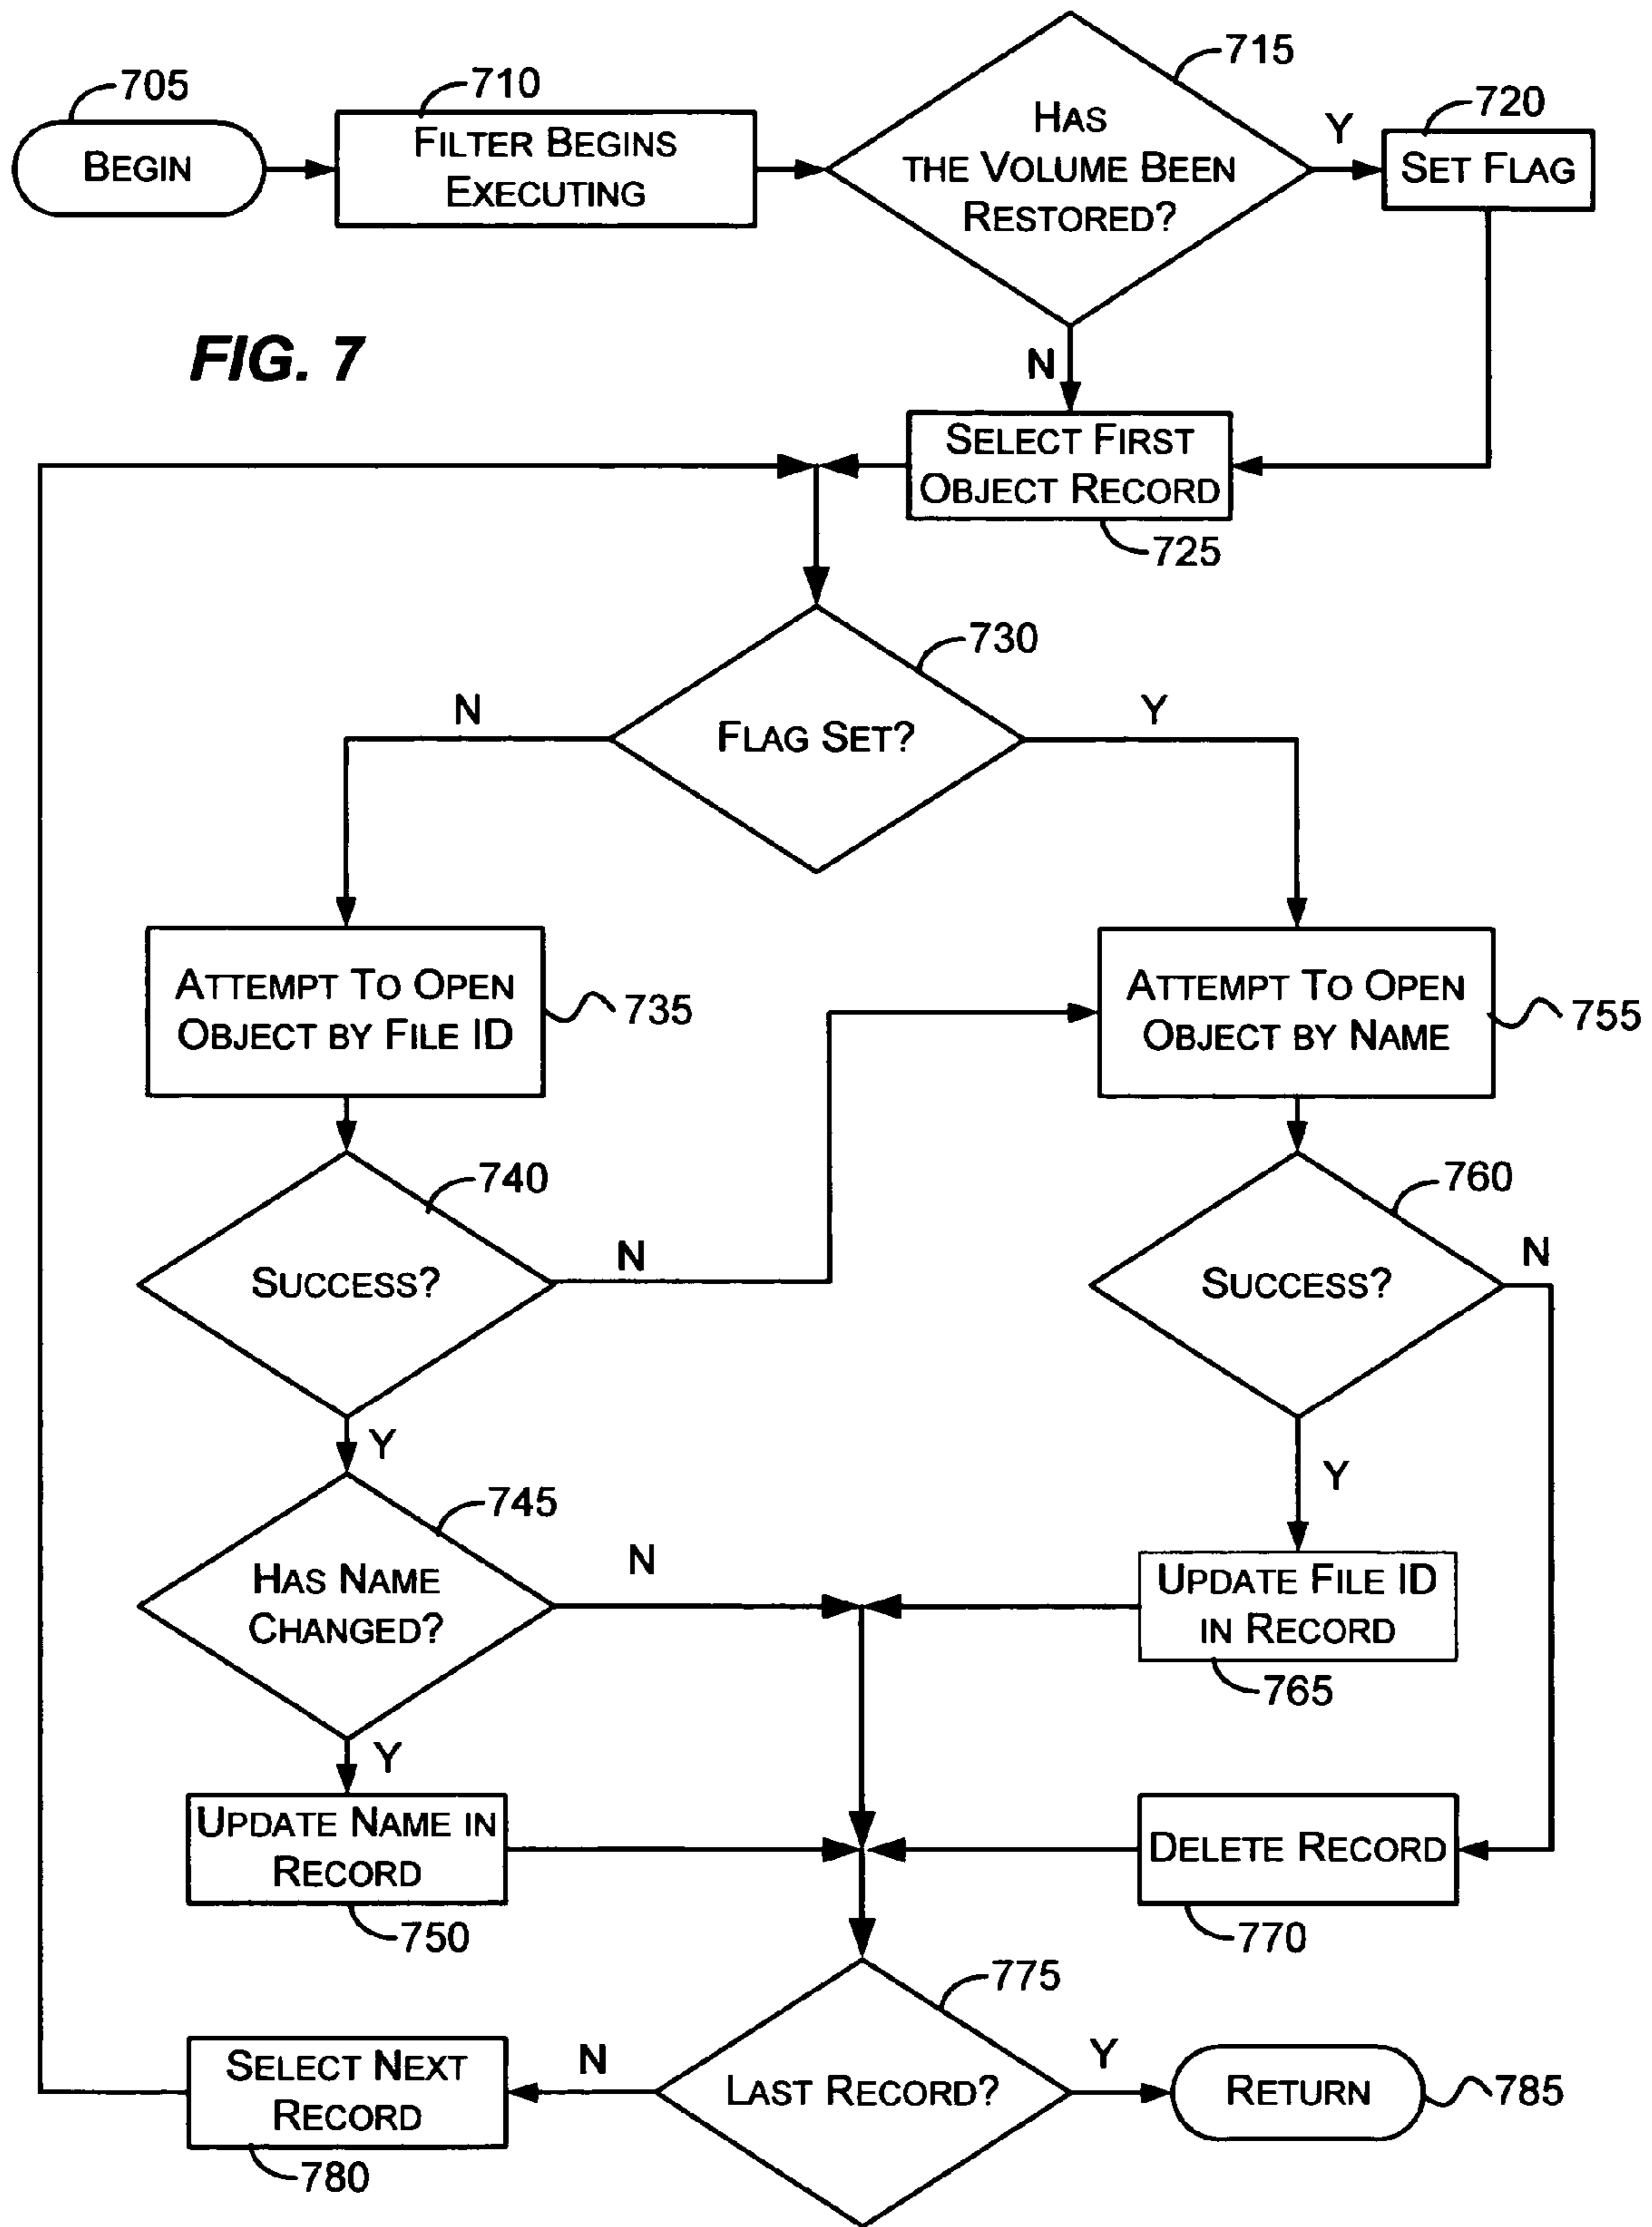 705
BEGIN
710
FILTER BEGINS
EXECUTING
715
HAS
THE VOLUME BEEN
RESTORED?
Y
720
SET FLAG
N
FIG. 7
SELECT FIRST
OBJECT RECORD
725
730
FLAG SET?
N
Y
ATTEMPT TO OPEN
OBJECT BY FILE ID
735
ATTEMPT TO OPEN
OBJECT BY NAME
755
740
SUCCESS?
N
Y
760
SUCCESS?
N
Y
745
HAS NAME
CHANGED?
N
Y
UPDATE FILE ID
IN RECORD
765
UPDATE NAME IN
RECORD
750
DELETE RECORD
770
775
LAST RECORD?
N
Y
SELECT NEXT
RECORD
780
RETURN
785